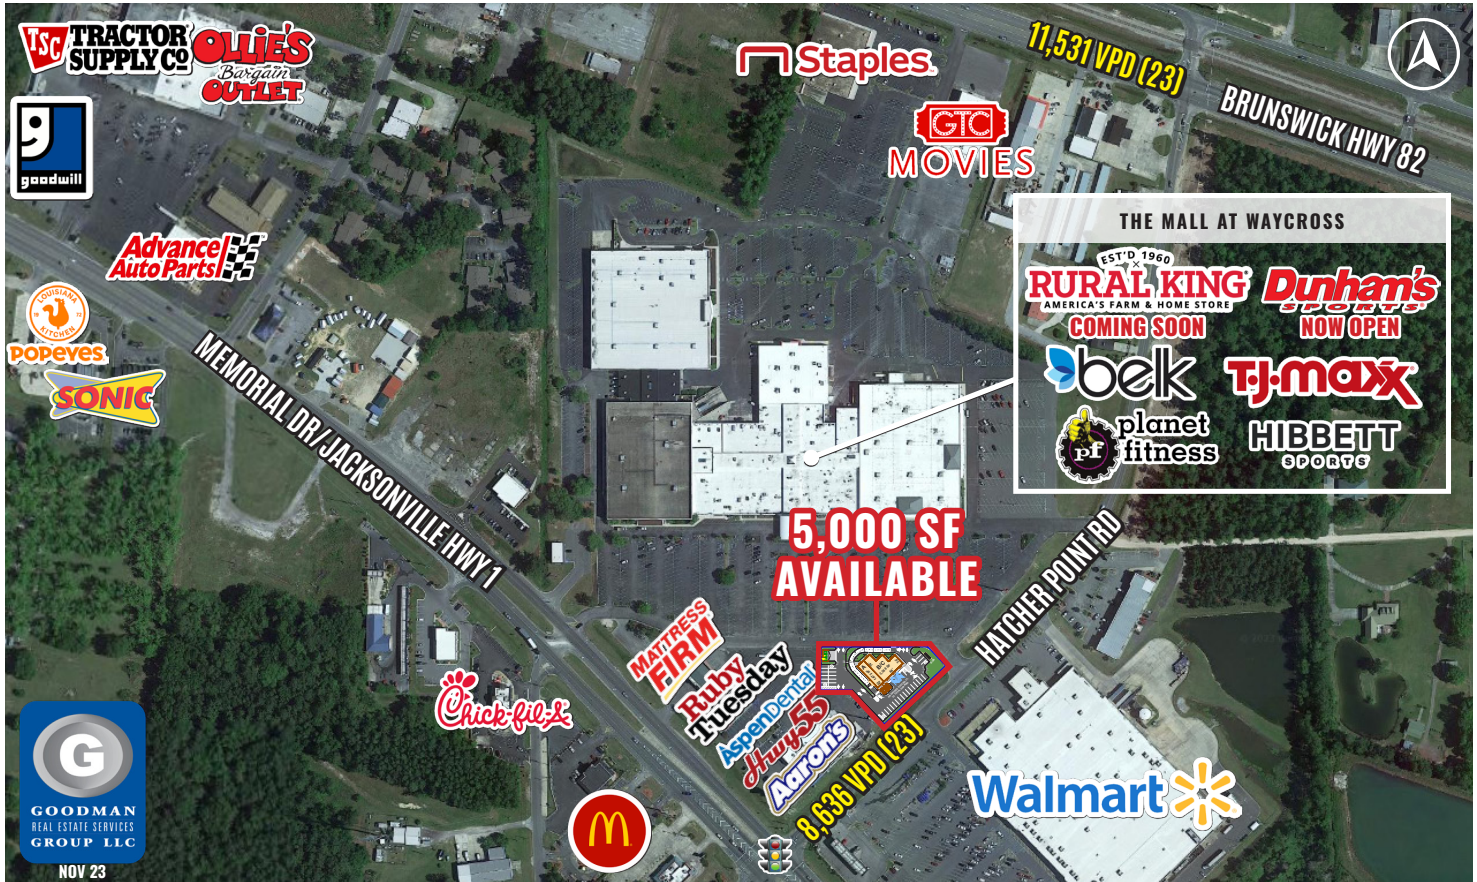 TSC TRACTOR
SUPPLY CO
OLLIE'S
Bargain
OUTLET
goodwill
Staples
11,531 VPD (23)
BRUNSWICK HWY 82
GTC
MOVIES
Advance
Auto Parts
LOUISIANA
KITCHEN
POPEYES
SONIC
THE MALL AT WAYCROSS
EST'D 1960
RURAL KING
AMERICA'S FARM & HOME STORE
COMING SOON
Dunham's
SPORTS
NOW OPEN
belk
T.J.maxx
pf
planet
fitness
HIBBETT
SPORTS
MEMORIAL DR/JACKSONVILLE HWY 1
5,000 SF
AVAILABLE
HATCHER POINT RD
MATTRESS
FIRM
Ruby
Tuesday
AspenDental
Hwy 55
Aaron's
8,636 VPD (23)
Chick-fil-A
Walmart
M
G
GOODMAN
REAL ESTATE SERVICES
GROUP LLC
NOV 23